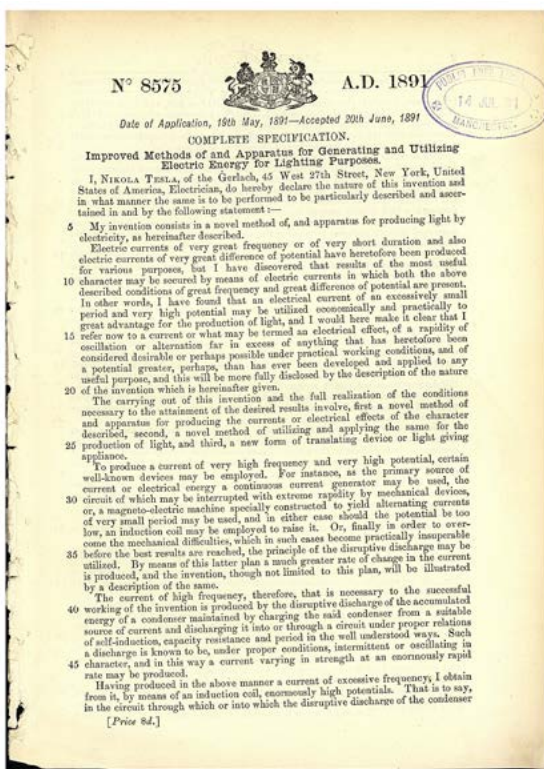 Nº 8575 A.D. 1891
PUBLIC FREE LIBRARY
MANCHESTER
Date of Application, 19th May, 1891—Accepted 20th June, 1891
COMPLETE SPECIFICATION.
Improved Methods of and Apparatus for Generating and Utilizing
Electric Energy for Lighting Purposes.
I, NIKOLA TESLA, of the Gerlach, 45 West 27th Street, New York, United
States of America, Electrician, do hereby declare the nature of this invention and
in what manner the same is to be performed to be particularly described and ascer-
tained in and by the following statement :—
5 My invention consists in a novel method of, and apparatus for producing light by
electricity, as hereinafter described.
Electric currents of very great frequency or of very short duration and also
electric currents of very great difference of potential have heretofore been produced
for various purposes, but I have discovered that results of the most useful
10 character may be secured by means of electric currents in which both the above
described conditions of great frequency and great difference of potential are present.
In other words, I have found that an electrical current of an excessively small
period and very high potential may be utilized economically and practically to
great advantage for the production of light, and I would here make it clear that I
15 refer now to a current or what may be termed an electrical effect, of a rapidity of
oscillation or alternation far in excess of anything that has heretofore been
considered desirable or perhaps possible under practical working conditions, and of
a potential greater, perhaps, than has ever been developed and applied to any
useful purpose, and this will be more fully disclosed by the description of the nature
20 of the invention which is hereinafter given.
The carrying out of this invention and the full realization of the conditions
necessary to the attainment of the desired results involve, first a novel method of
and apparatus for producing the currents or electrical effects of the character
described, second, a novel method of utilizing and applying the same for the
25 production of light, and third, a new form of translating device or light giving
appliance.
To produce a current of very high frequency and very high potential, certain
well-known devices may be employed. For instance, as the primary source of
current or electrical energy a continuous current generator may be used, the
30 circuit of which may be interrupted with extreme rapidity by mechanical devices,
or, a magneto-electric machine specially constructed to yield alternating currents
of very small period may be used, and in either case should the potential be too
low, an induction coil may be employed to raise it. Or, finally in order to over-
come the mechanical difficulties, which in such cases become practically insuperable
35 before the best results are reached, the principle of the disruptive discharge may be
utilized. By means of this latter plan a much greater rate of change in the current
is produced, and the invention, though not limited to this plan, will be illustrated
by a description of the same.
The current of high frequency, therefore, that is necessary to the successful
40 working of the invention is produced by the disruptive discharge of the accumulated
energy of a condenser maintained by charging the said condenser from a suitable
source of current and discharging it into or through a circuit under proper relations
of self-induction, capacity resistance and period in the well understood ways. Such
a discharge is known to be, under proper conditions, intermittent or oscillating in
45 character, and in this way a current varying in strength at an enormously rapid
rate may be produced.
Having produced in the above manner a current of excessive frequency, I obtain
from it, by means of an induction coil, enormously high potentials. That is to say,
in the circuit through which or into which the disruptive discharge of the condenser
[Price 8d.]